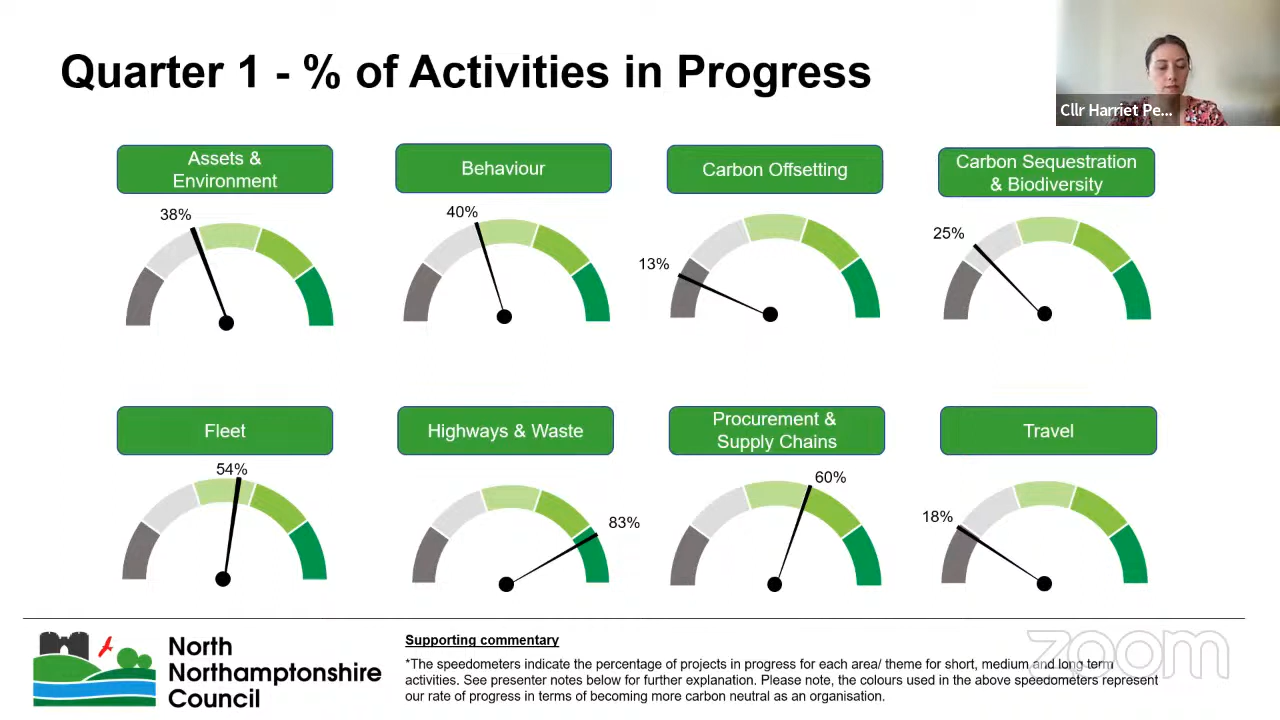 Quarter 1 - % of Activities in Progress
Cllr Harriet Pe...
Assets &
Environment
Behaviour
Carbon Offsetting
Carbon Sequestration
& Biodiversity
38%
40%
13%
25%
Fleet
Highways & Waste
Procurement &
Supply Chains
Travel
54%
83%
60%
18%
North
Northamptonshire
Council
Supporting commentary
*The speedometers indicate the percentage of projects in progress for each area/ theme for short, medium and long term
activities. See presenter notes below for further explanation. Please note, the colours used in the above speedometers represent
our rate of progress in terms of becoming more carbon neutral as an organisation.
zoom